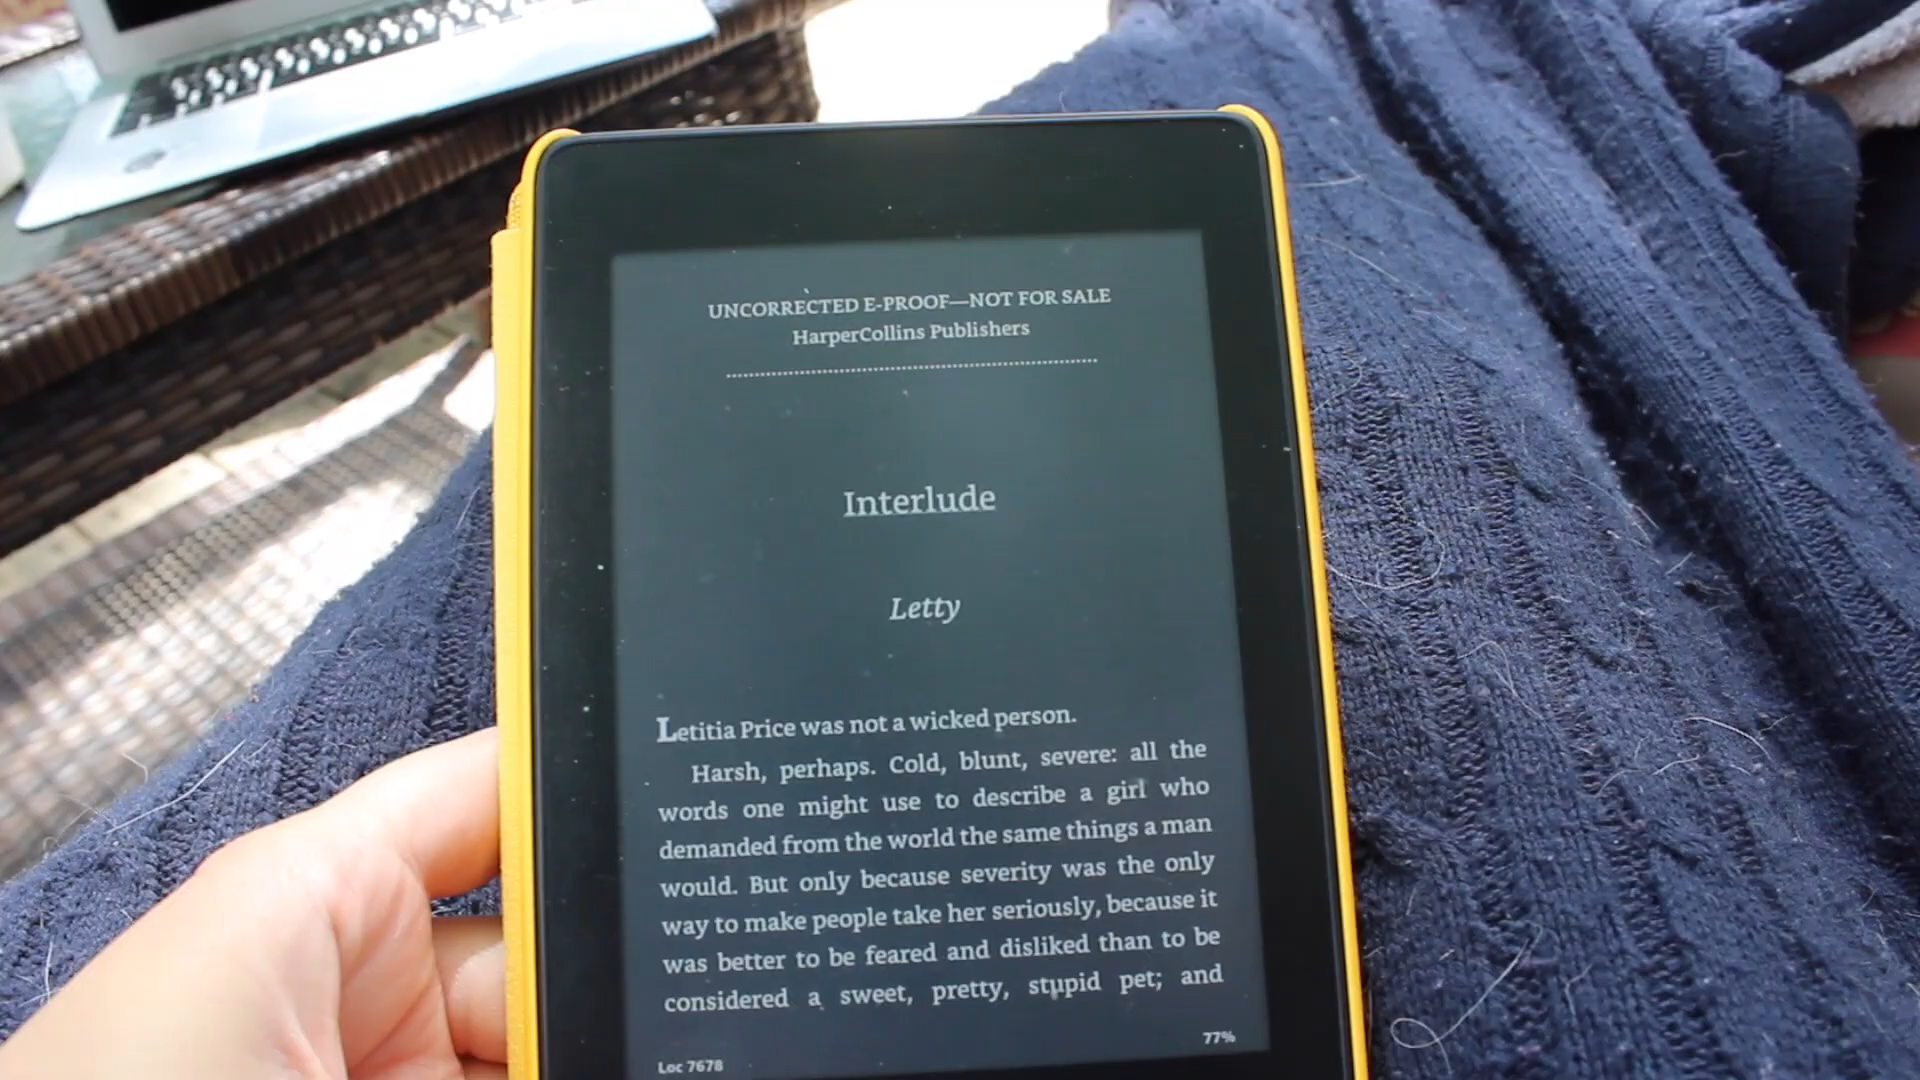 UNCORRECTED E-PROOF—NOT FOR SALE
HarperCollins Publishers
Interlude
Letty
Letitia Price was not a wicked person.
Harsh, perhaps. Cold, blunt, severe: all the
words one might use to describe a girl who
demanded from the world the same things a man
would. But only because severity was the only
way to make people take her seriously, because it
was better to be feared and disliked than to be
considered a sweet, pretty, stupid pet; and
77%
Loc 7678